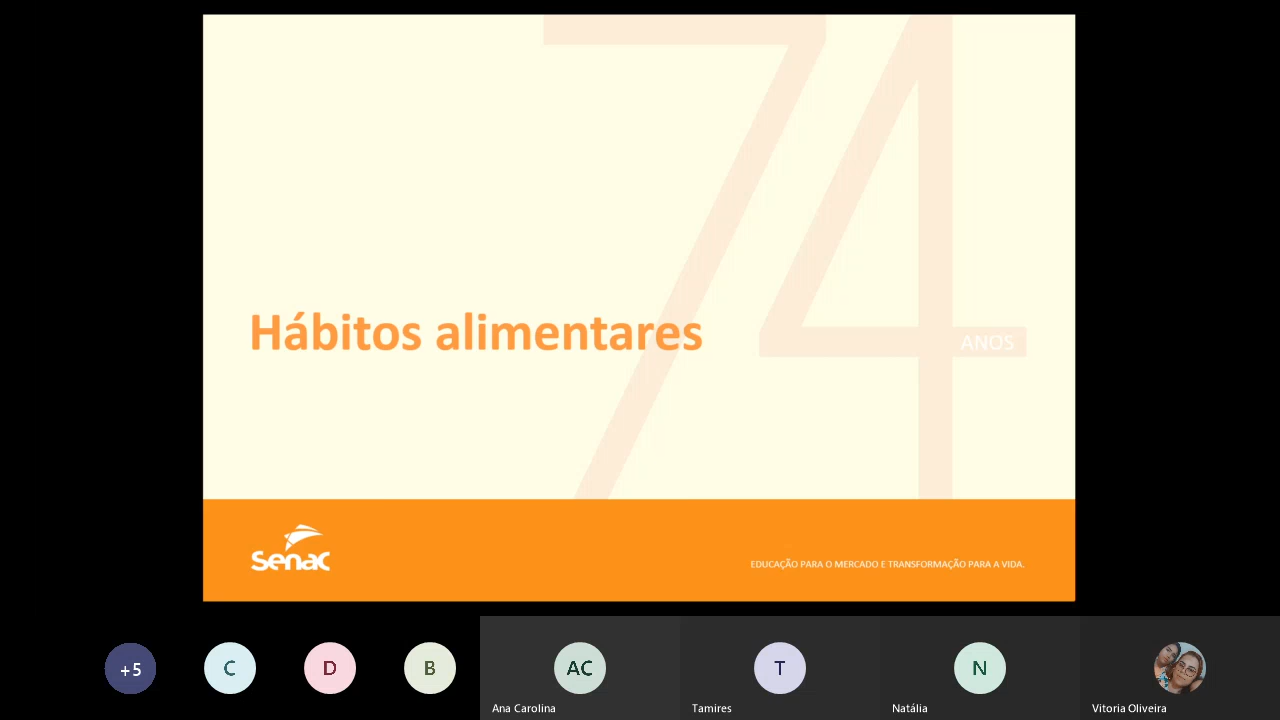 74
ANOS
Hábitos alimentares
senac
EDUCAÇÃO PARA O MERCADO E TRANSFORMAÇÃO PARA A VIDA.
+5
C
D
B
AC
T
N
Ana Carolina
Tamires
Natália
Vitoria Oliveira